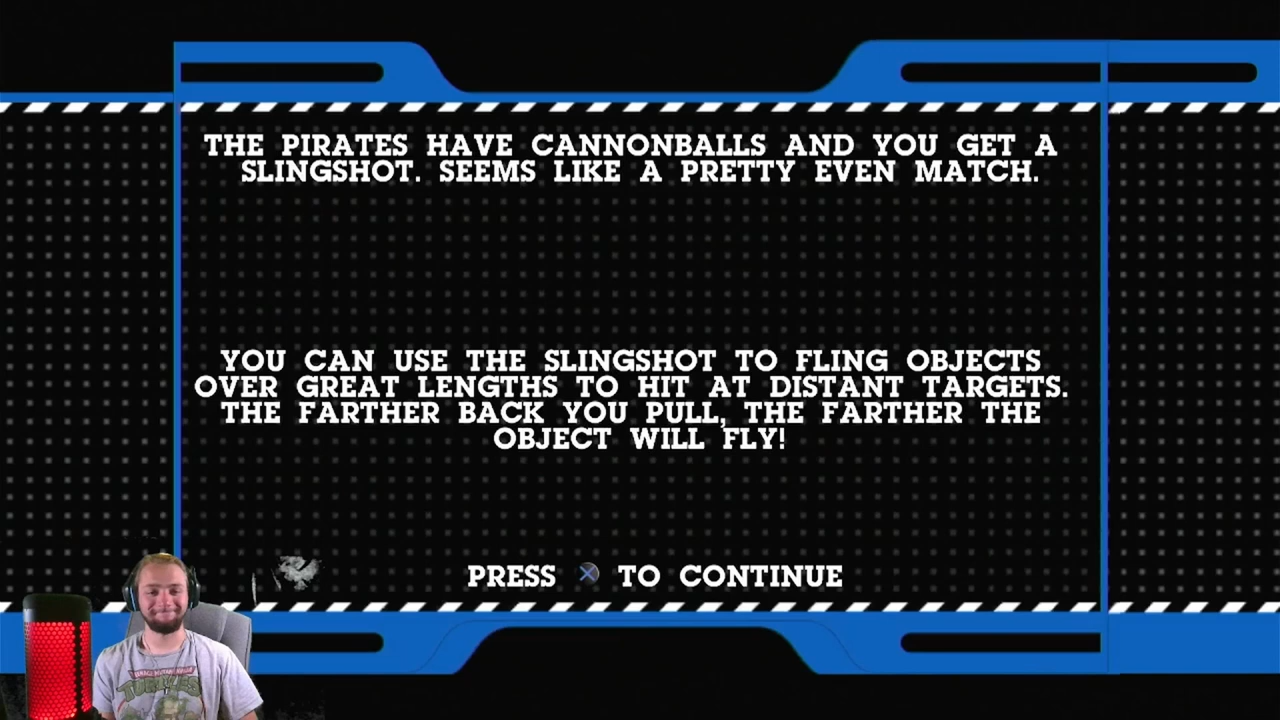 THE PIRATES HAVE CANNONBALLS AND YOU GET A
SLINGSHOT. SEEMS LIKE A PRETTY EVEN MATCH.
YOU CAN USE THE SLINGSHOT TO FLING OBJECTS
OVER GREAT LENGTHS TO HIT AT DISTANT TARGETS.
THE FARTHER BACK YOU PULL, THE FARTHER THE
OBJECT WILL FLY!
PRESS TO CONTINUE
TURTLES